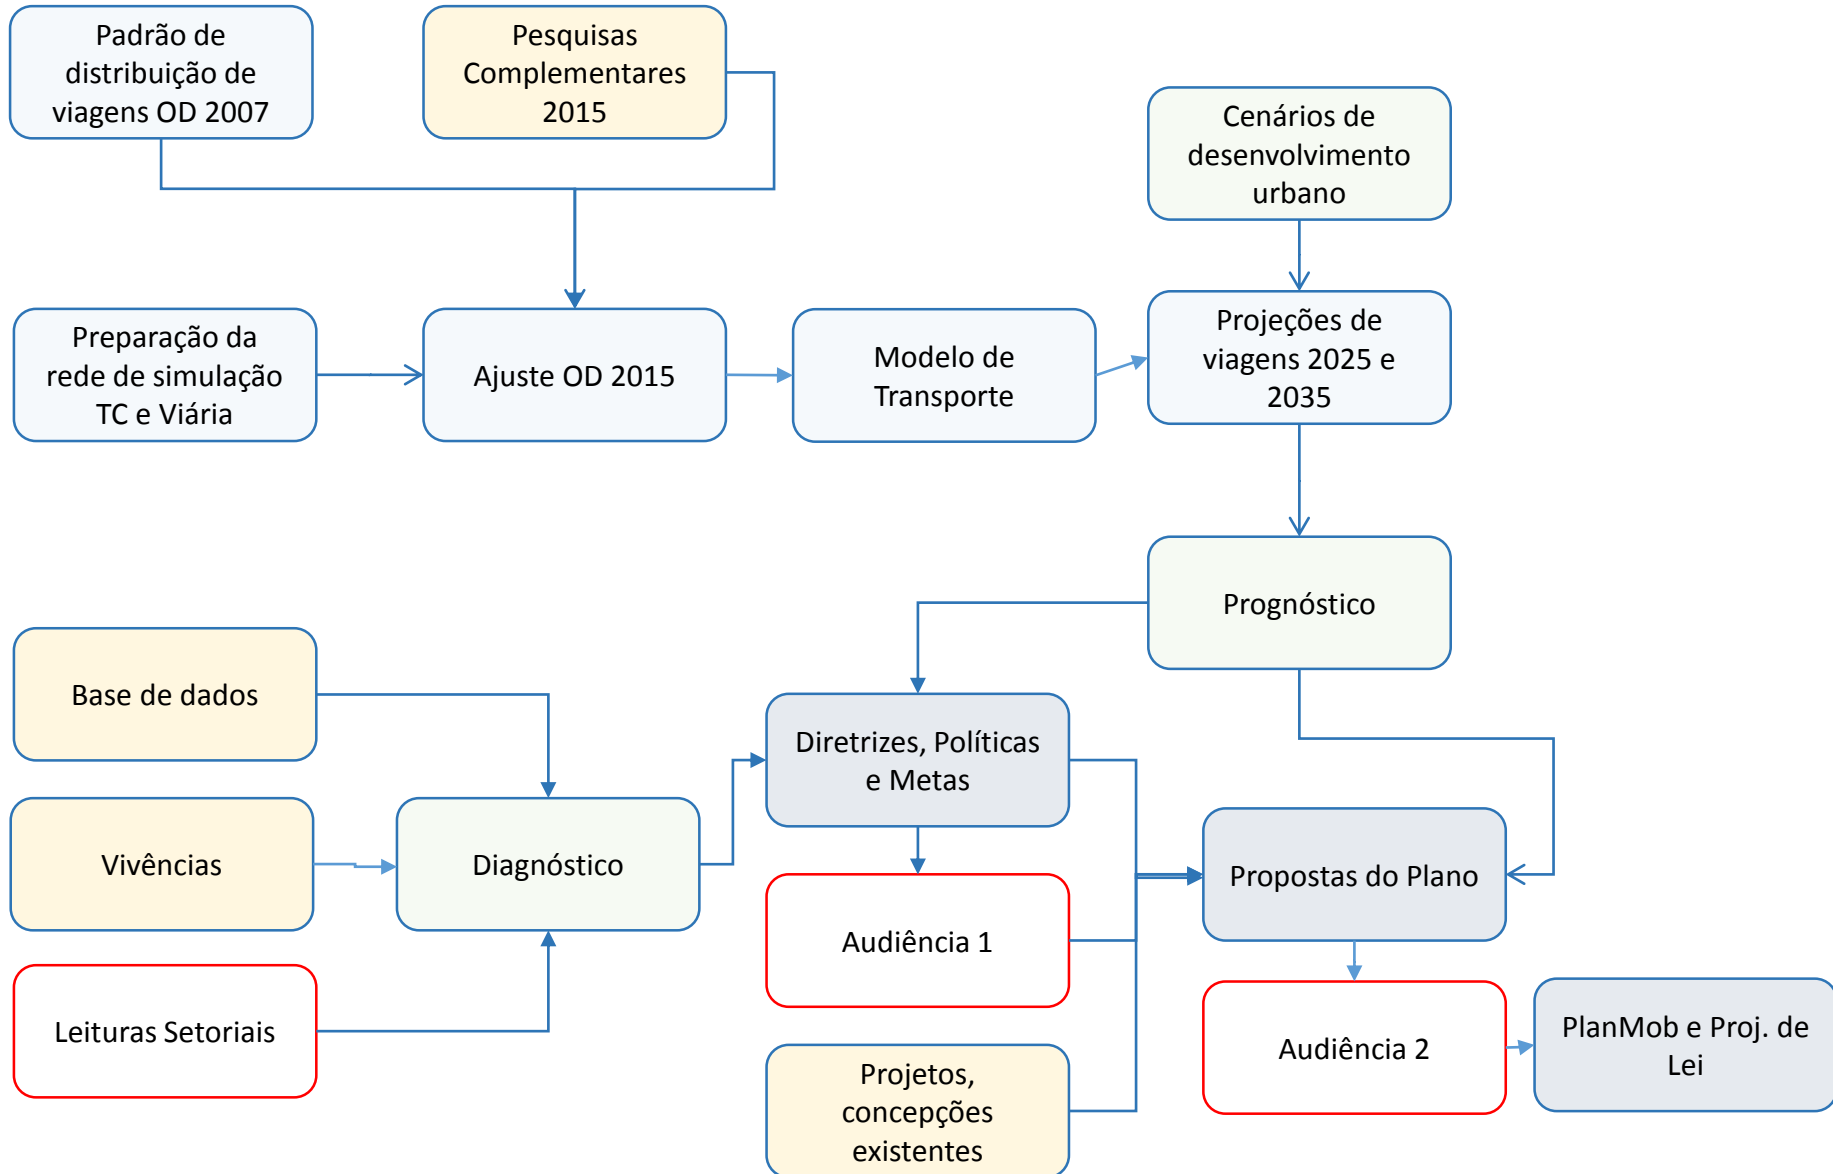 Padrão de
distribuição de
viagens OD 2007
Pesquisas
Complementares
2015
Cenários de
desenvolvimento
urbano
Preparação da
rede de simulação
TC e Viária
Ajuste OD 2015
Modelo de
Transporte
Projeções de
viagens 2025 e
2035
Prognóstico
Base de dados
Diretrizes, Políticas
e Metas
Vivências
Diagnóstico
Propostas do Plano
Audiência 1
Leituras Setoriais
Audiência 2
PlanMob e Proj. de
Lei
Projetos,
concepções
existentes